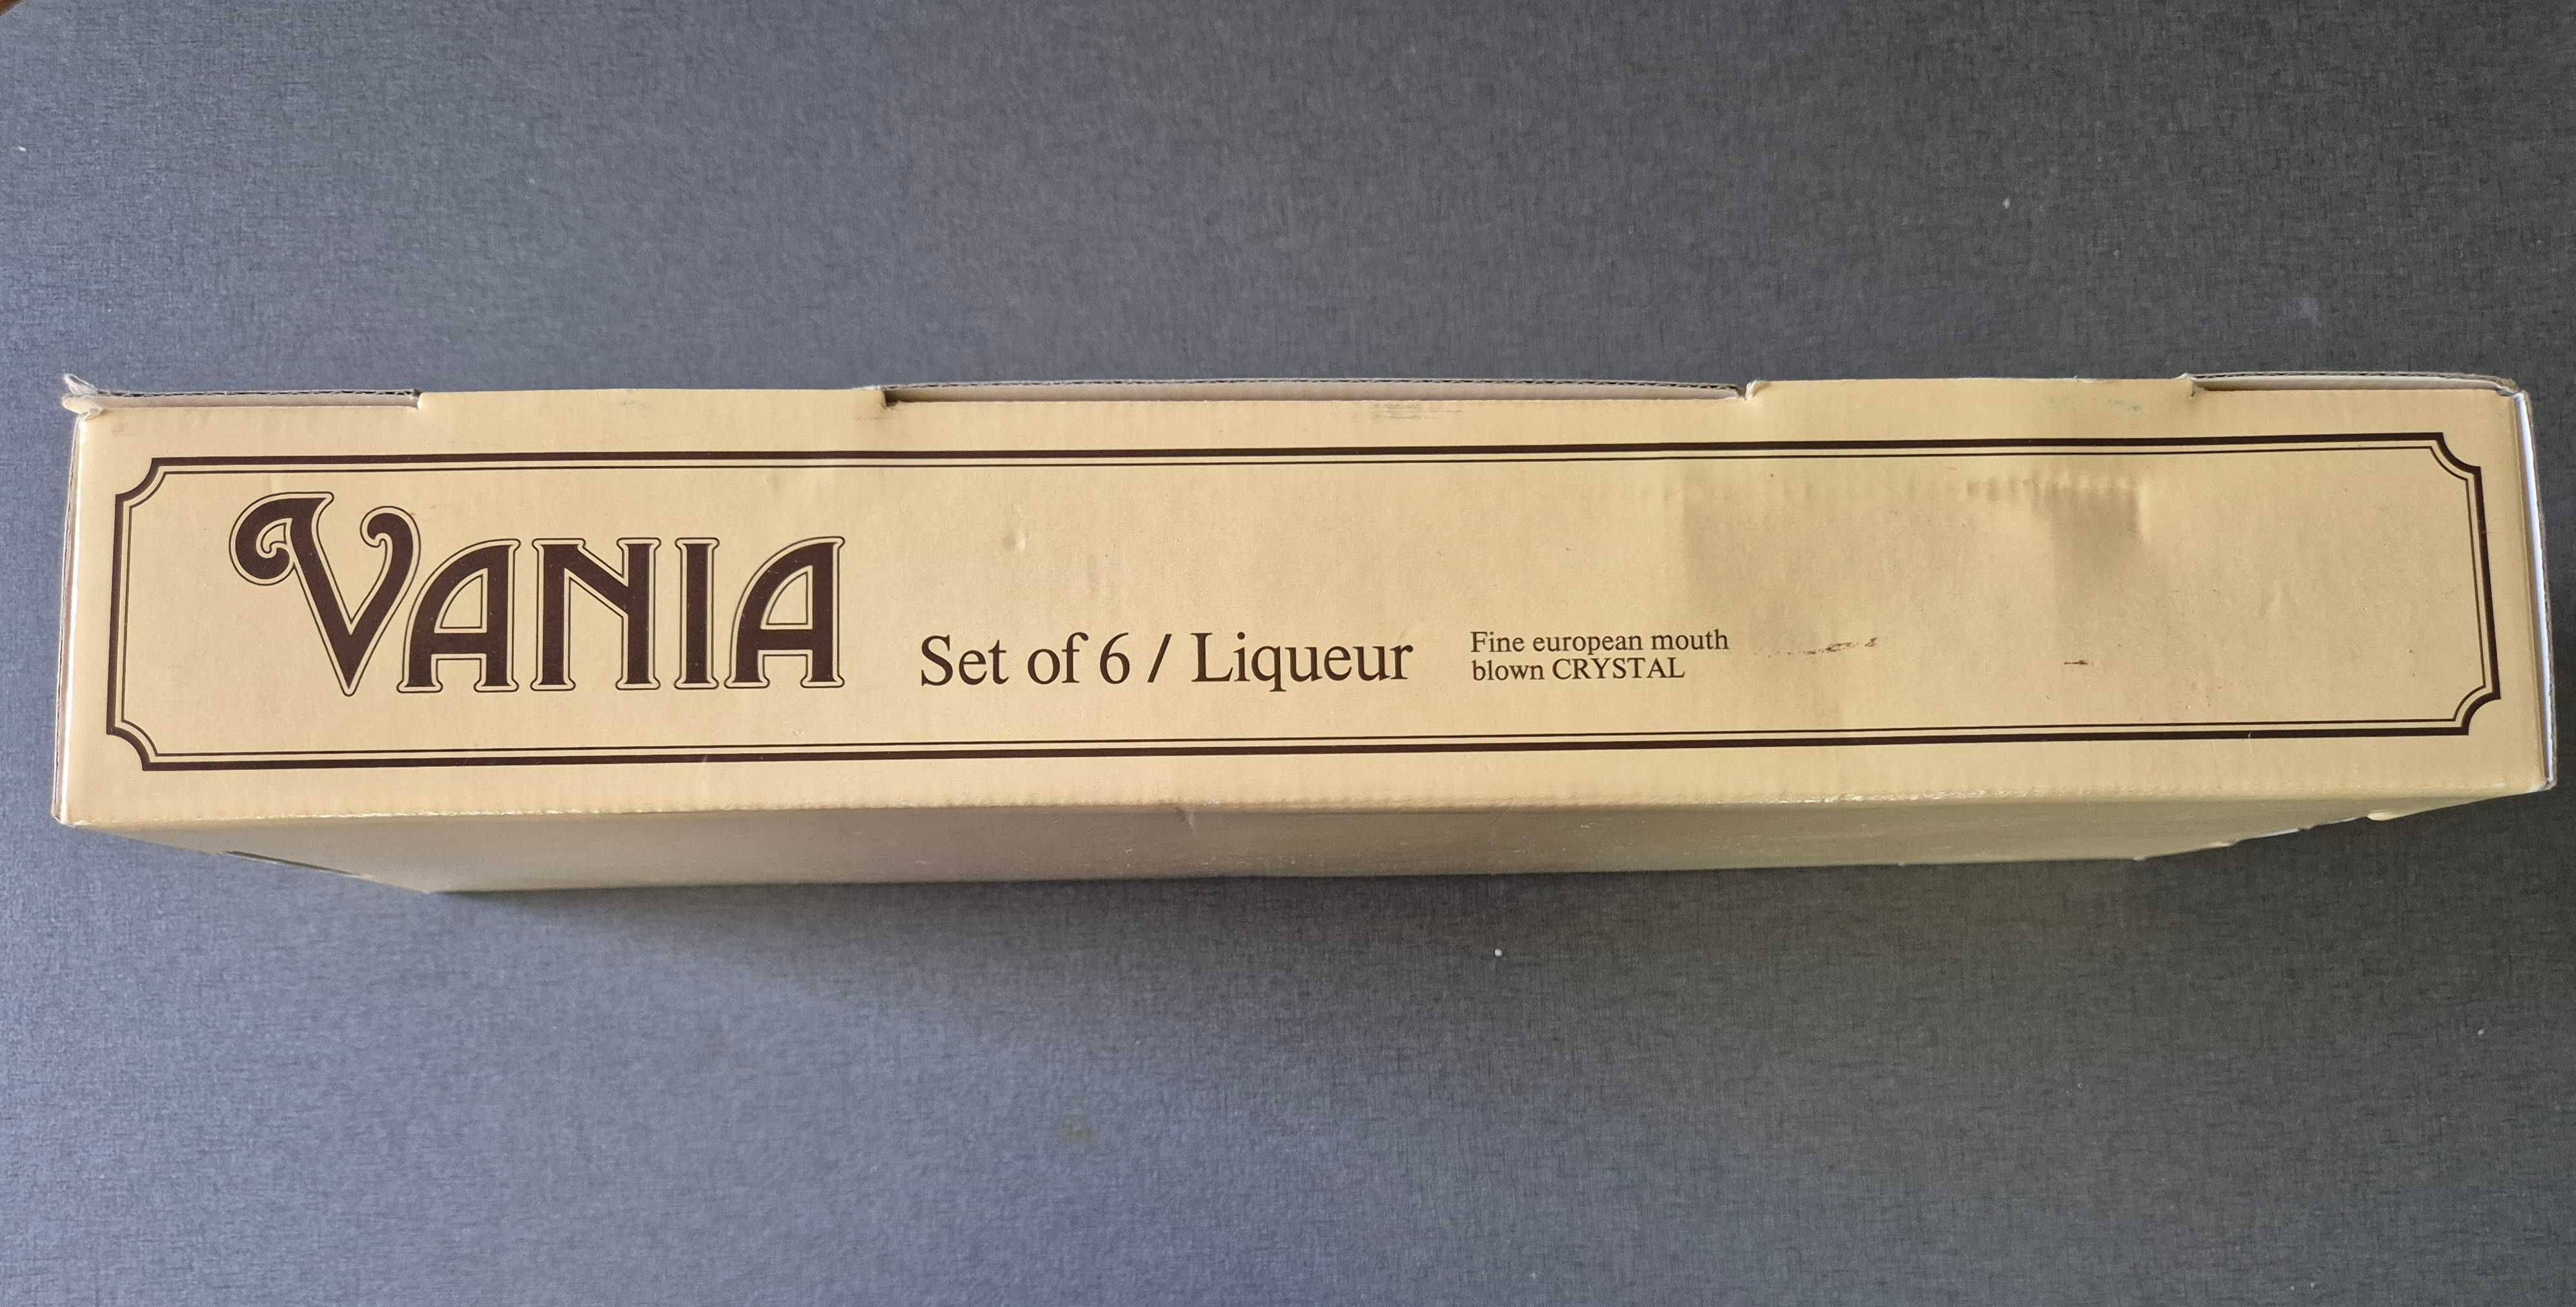 VANIA
Set of 6 / Liqueur
Fine european mouth
blown CRYSTAL